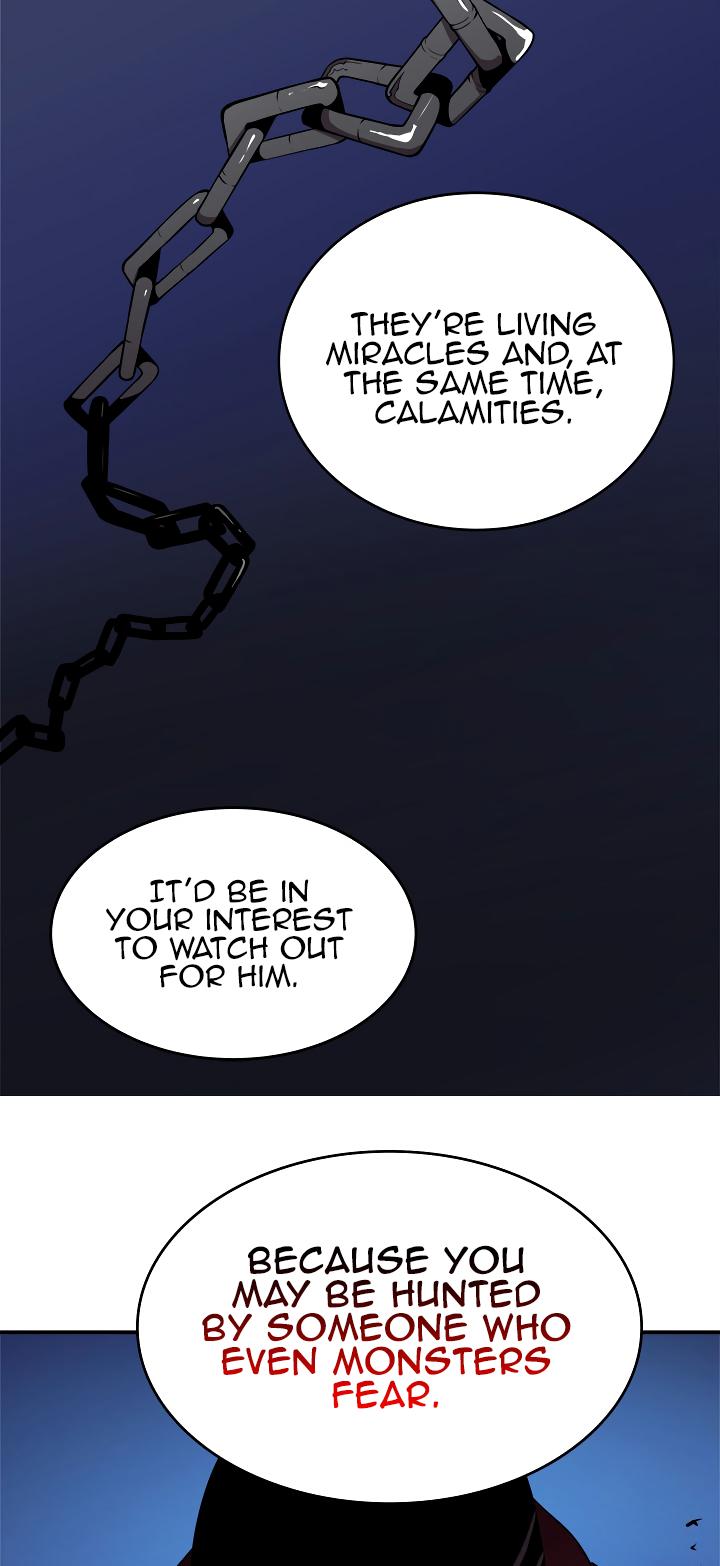 THEY'RE LIVING
MIRACLES AND, AT
THE SAME TIME,
CALAMITIES.
IT'D BE IN
YOUR INTEREST
TO WATCH OUT
FOR HIM.
BECAUSE YOU
MAY BE HUNTED
BY SOMEONE WHO
EVEN MONSTERS
FEAR.